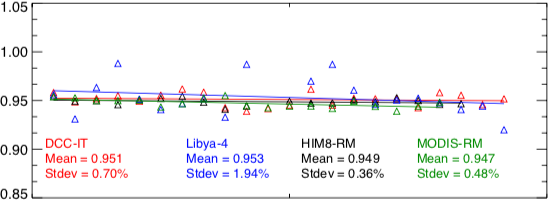 1.05
1.00
0.95
0.90
0.85
DCC-IT Libya-4 HIM8-RM MODIS-RM
Mean = 0.951 Mean = 0.953 Mean = 0.949 Mean = 0.947
Stdev = 0.70% Stdev = 1.94% Stdev = 0.36% Stdev = 0.48%